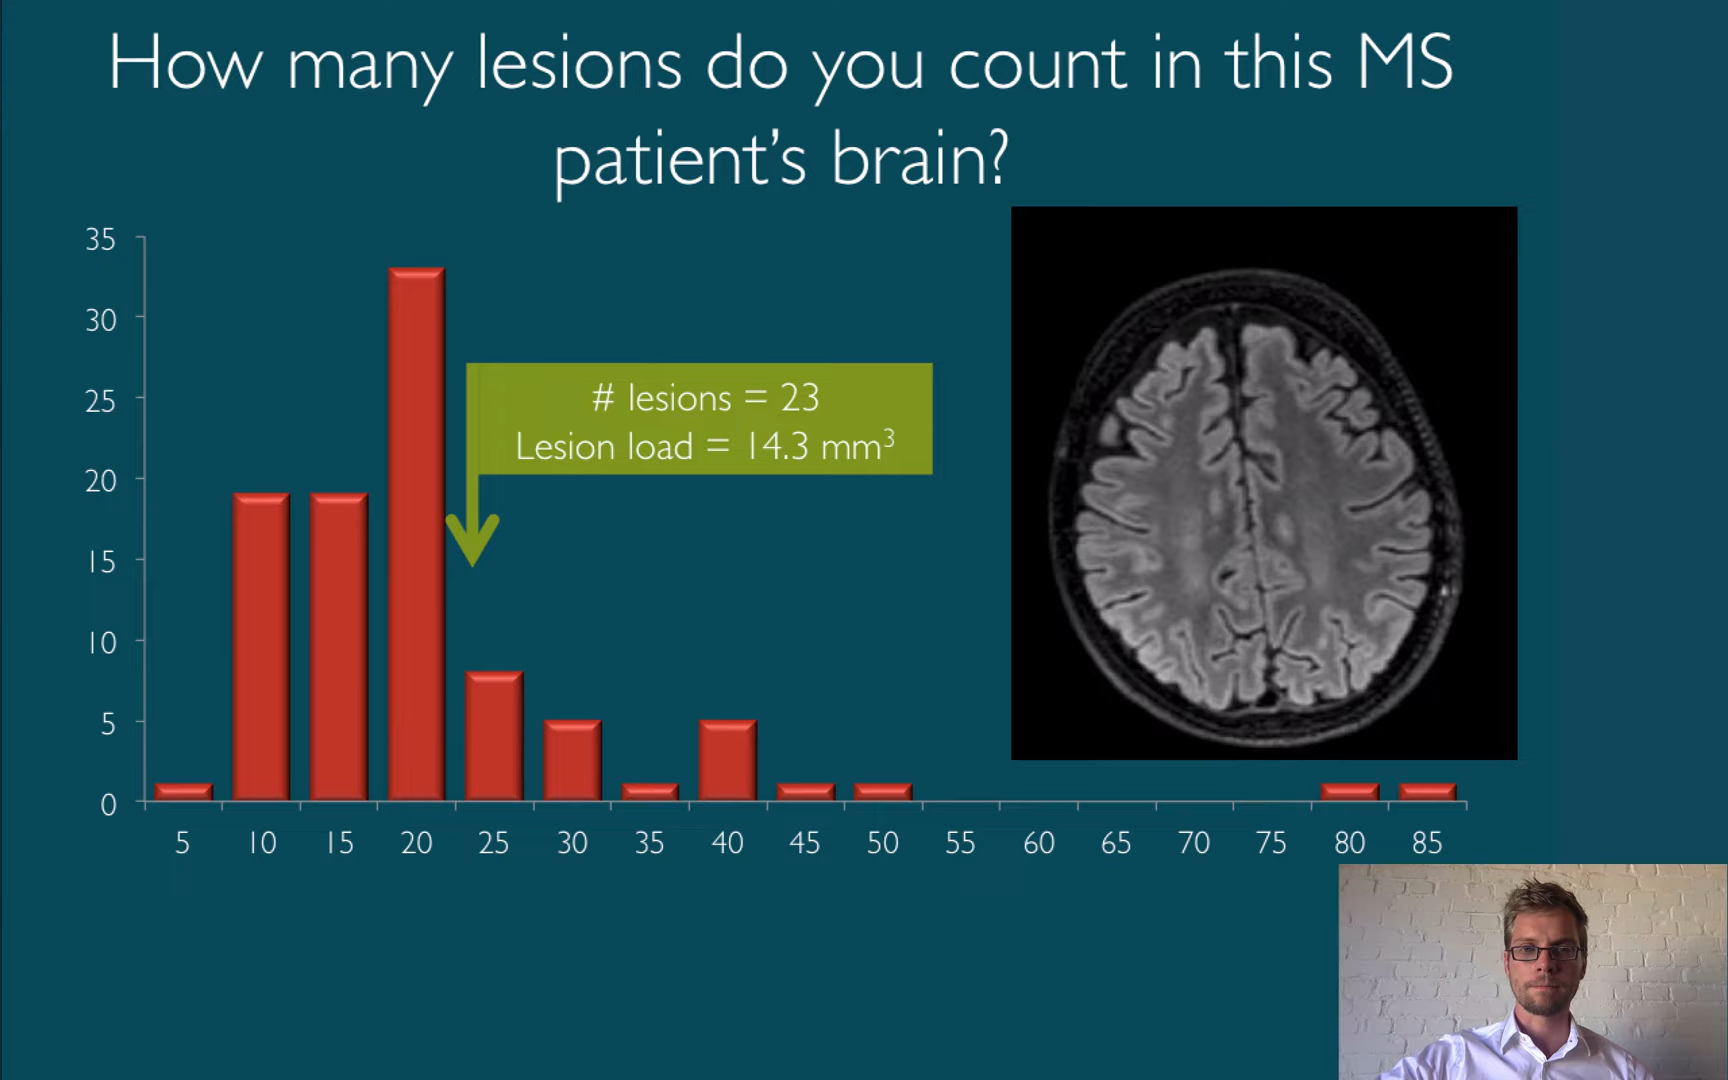 How many lesions do you count in this MS
patient’s brain?
35
30
25
20
15
10
5
0
# lesions = 23
Lesion load = 14.3 mm³
5 10 15 20 25 30 35 40 45 50 55 60 65 70 75 80 85